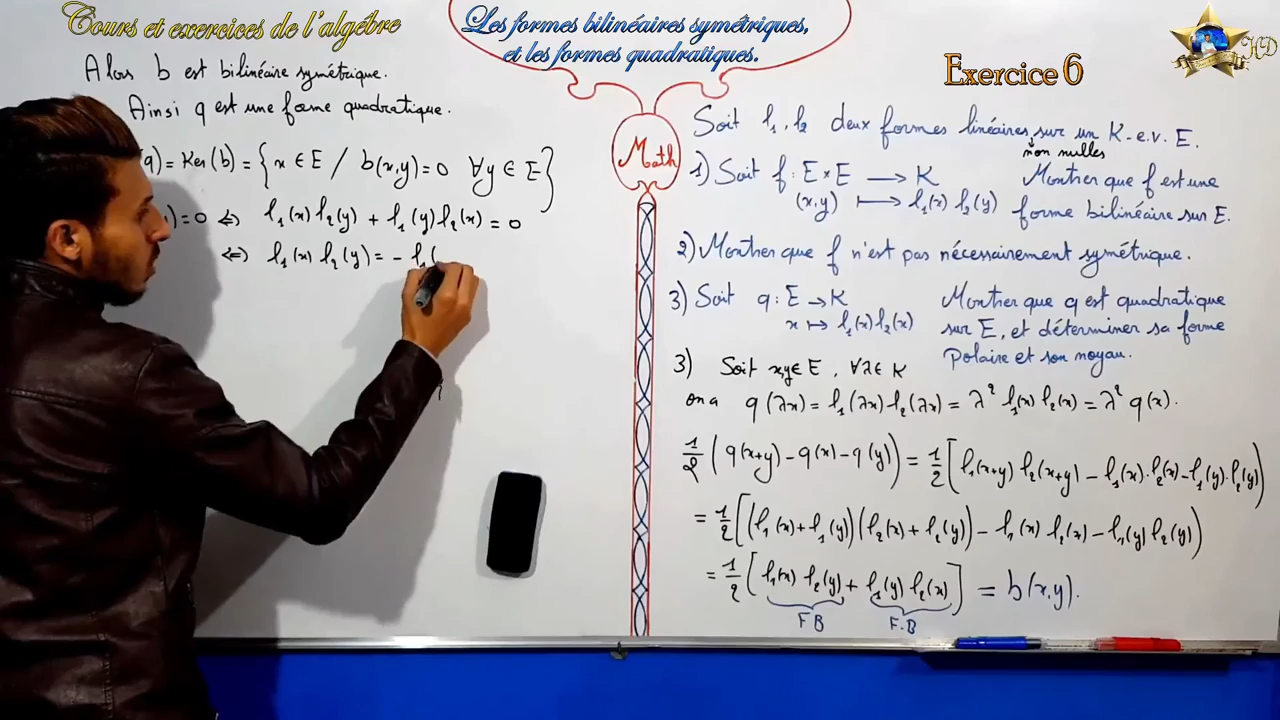 Cours et exercices de l'algébre
Les formes bilinéaires symétriques,
et les formes quadratiques.
Exercice 6
HD
Math
Alors b est bilinéaire symétrique.
Ainsi q est une forme quadratique.
q) = Ker(b) = { x ∈ E / b(x,y) = 0 ∀y ∈ E }
) = 0 ⇔ l₁(x) l₂(y) + l₁(y) l₂(x) = 0
⇔ l₁(x) l₂(y) = - l₁(
Soit l₁, l₂ deux formes linéaires sur un K-e.v. E.
non nulles
1) Soit f : E × E → K Montrer que f est une
(x,y) ↦ l₁(x) l₂(y) forme bilinéaire sur E.
2) Montrer que f n'est pas nécessairement symétrique.
3) Soit q : E → K Montrer que q est quadratique
x ↦ l₁(x) l₂(x) sur E, et déterminer sa forme
Polaire et son noyau.
3) Soit x,y ∈ E , ∀λ ∈ K
on a q(λx) = l₁(λx) l₂(λx) = λ² l₁(x) l₂(x) = λ² q(x).
1/2 ( q(x+y) - q(x) - q(y) ) = 1/2 [ l₁(x+y) l₂(x+y) - l₁(x).l₂(x) - l₁(y).l₂(y) )
= 1/2 [ (l₁(x) + l₁(y)) (l₂(x) + l₂(y)) - l₁(x) l₂(x) - l₁(y) l₂(y) )
= 1/2 [ l₁(x) l₂(y) + l₁(y) l₂(x) ] = b(x,y).
FB F.B